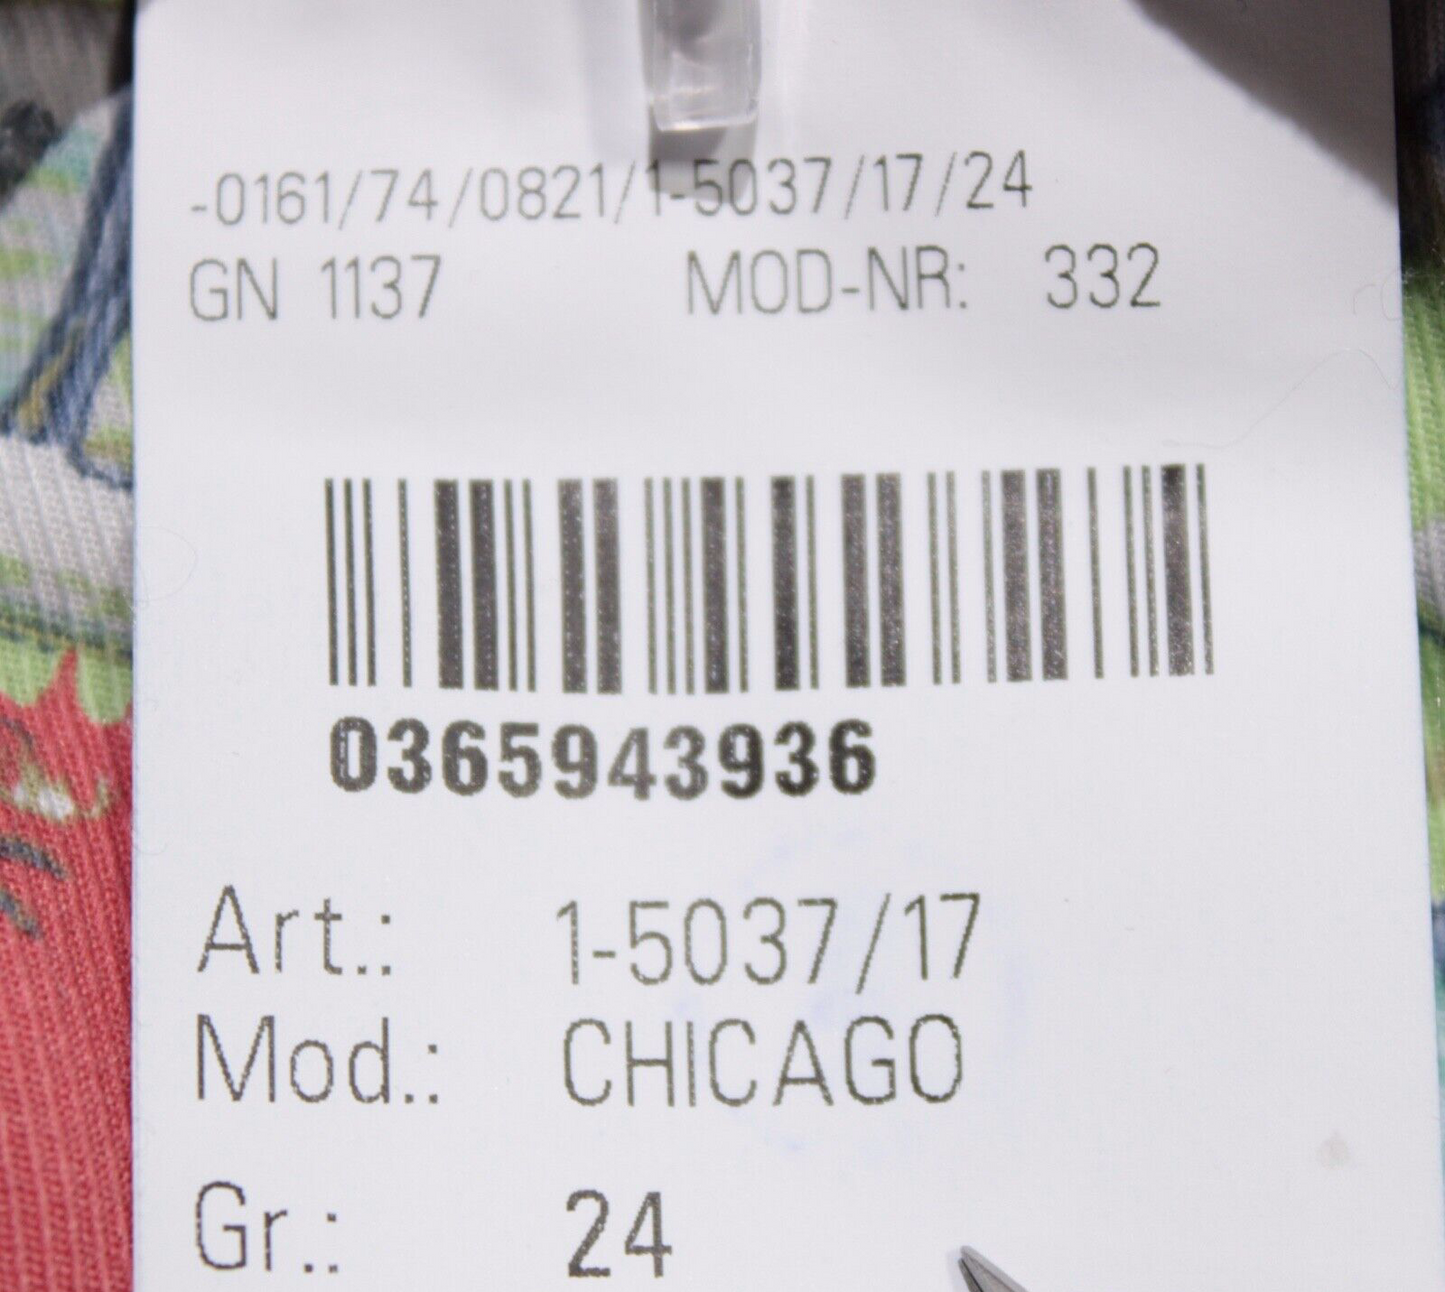 -0161/74/0821/1-5037/17/24
GN 1137 MOD-NR: 332
0365943936
Art.: 1-5037/17
Mod.: CHICAGO
Gr.: 24